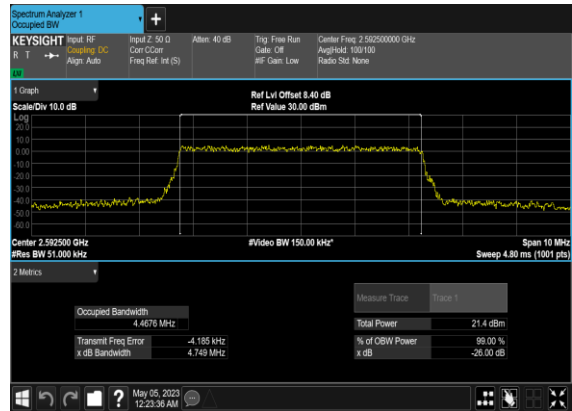 Spectrum Analyzer 1
Occupied BW
+
KEYSIGHT Input: RF Input Z: 50 Ω Atten: 40 dB Trig: Free Run Center Freq: 2.592500000 GHz
R T Coupling: DC Corr CCorr Gate: Off Avg|Hold: 100/100
Align: Auto Freq Ref: Int (S) #IF Gain: Low Radio Std: None
LW
1 Graph
Scale/Div 10.0 dB
Ref Lvl Offset 8.40 dB
Ref Value 30.00 dBm
Log
20.0
10.0
0.00
-10.0
-20.0
-30.0
-40.0
-50.0
-60.0
Center 2.592500 GHz #Video BW 150.00 kHz* Span 10 MHz
#Res BW 51.000 kHz Sweep 4.80 ms (1001 pts)
2 Metrics
Measure Trace Trace 1
Occupied Bandwidth
4.4676 MHz
Total Power 21.4 dBm
Transmit Freq Error -4.185 kHz % of OBW Power 99.00 %
x dB Bandwidth 4.749 MHz x dB -26.00 dB
? May 05, 2023
12:23:36 AM